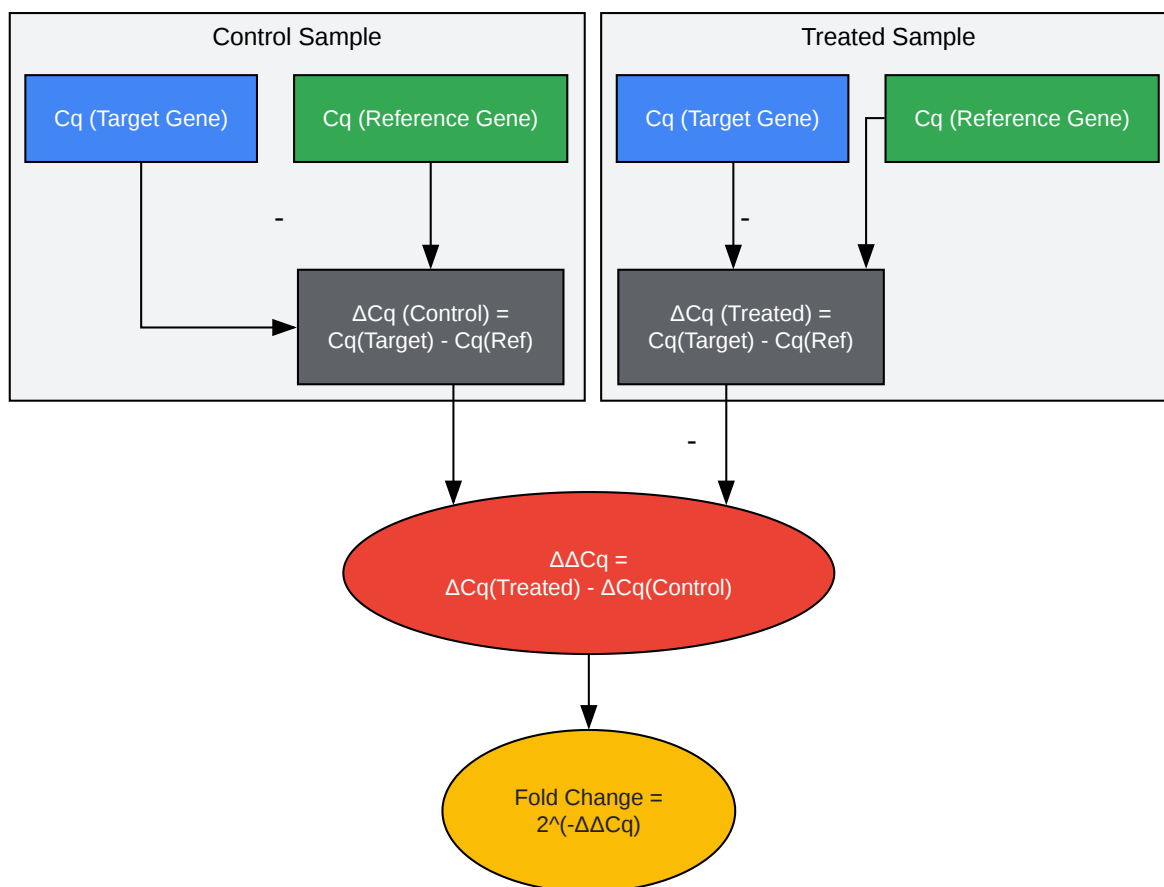 Control Sample
Treated Sample
Cq (Target Gene)
Cq (Reference Gene)
Cq (Target Gene)
Cq (Reference Gene)
-
-
ΔCq (Control) =
Cq(Target) - Cq(Ref)
ΔCq (Treated) =
Cq(Target) - Cq(Ref)
-
ΔΔCq =
ΔCq(Treated) - ΔCq(Control)
Fold Change =
2^(-ΔΔCq)